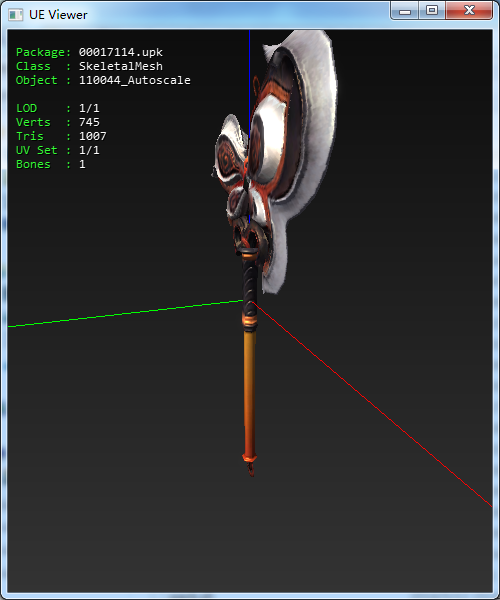 UE Viewer
Package: 00017114.upk
Class : SkeletalMesh
Object : 110044_Autoscale
LOD : 1/1
Verts : 745
Tris : 1007
UV Set : 1/1
Bones : 1